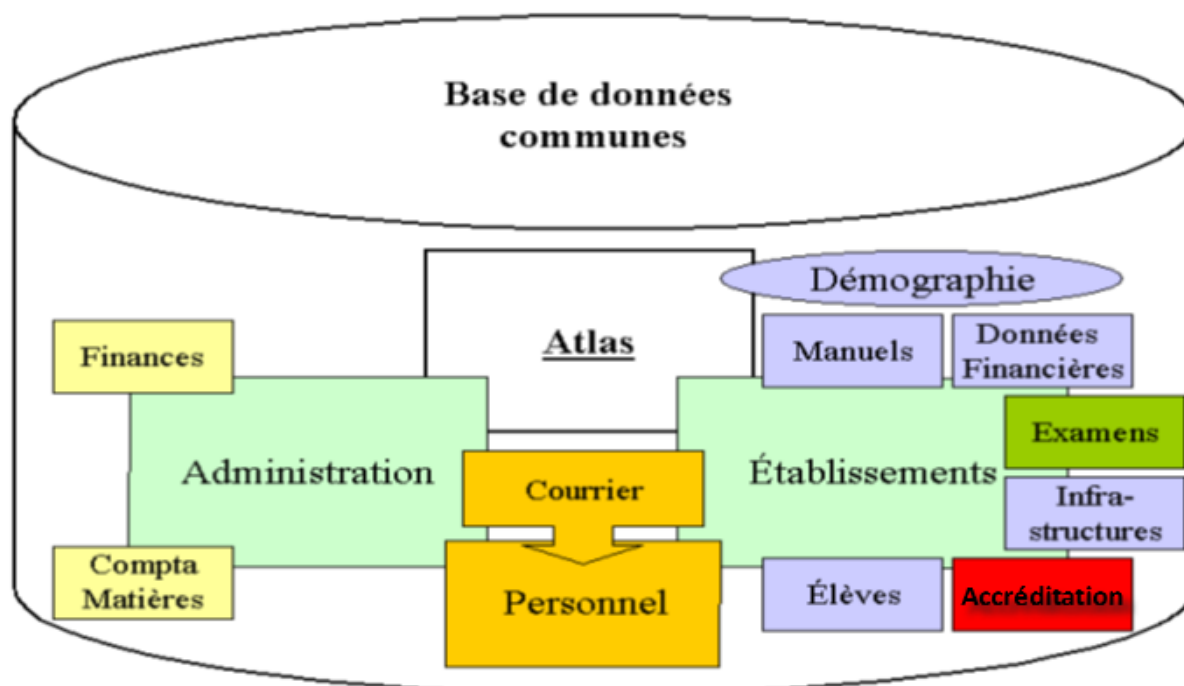 Base de données
communes
Démographie
Atlas
Finances
Manuels
Données
Financières
Examens
Administration
Établissements
Courrier
Infra-
structures
Compta
Matières
Personnel
Élèves
Accréditation